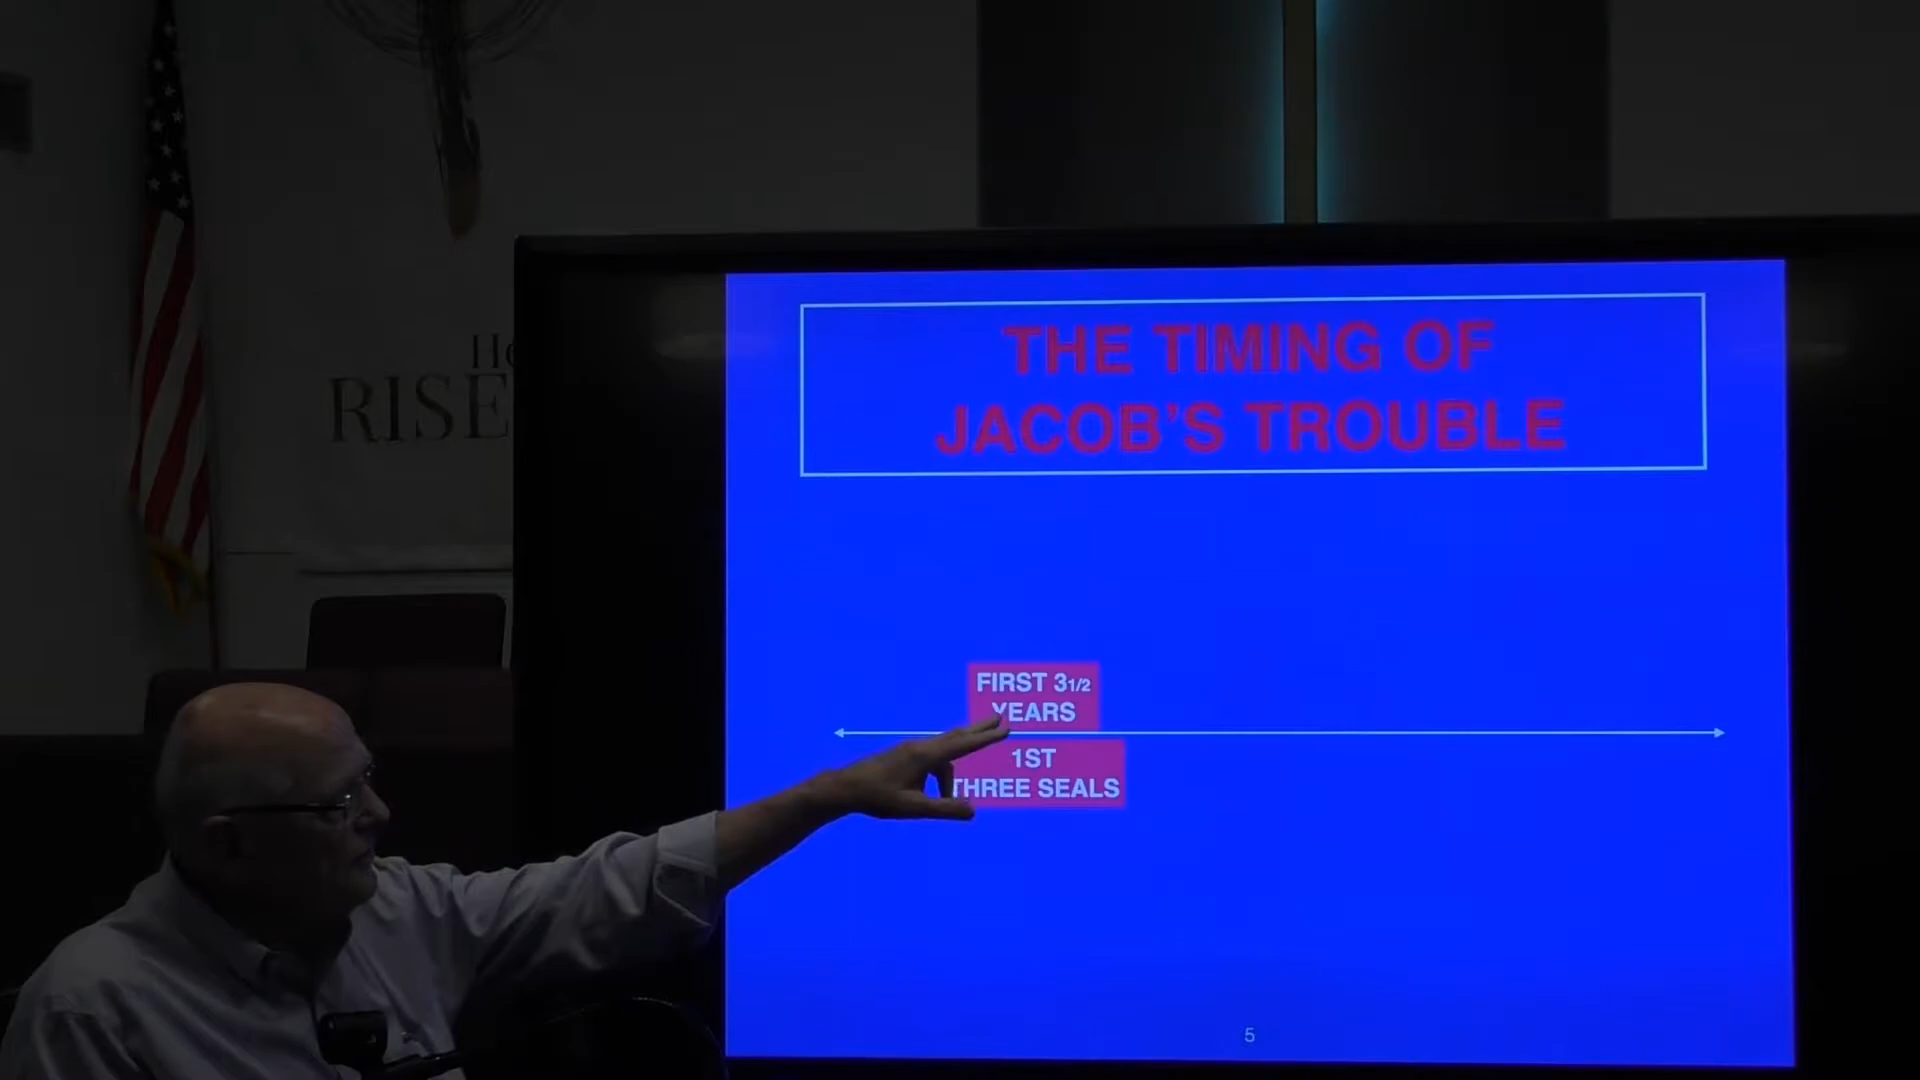 RISE
THE TIMING OF
JACOB'S TROUBLE
FIRST 31/2
YEARS
1ST
THREE SEALS
5